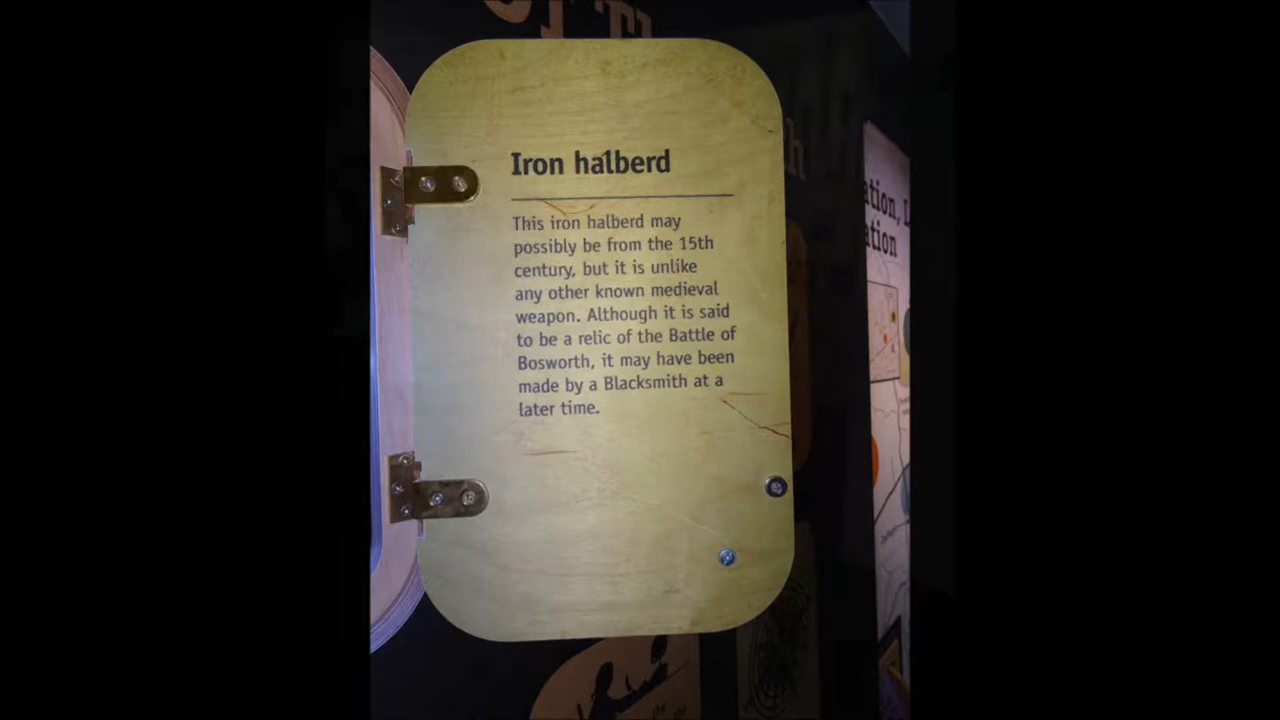 Iron halberd
This iron halberd may
possibly be from the 15th
century, but it is unlike
any other known medieval
weapon. Although it is said
to be a relic of the Battle of
Bosworth, it may have been
made by a Blacksmith at a
later time.